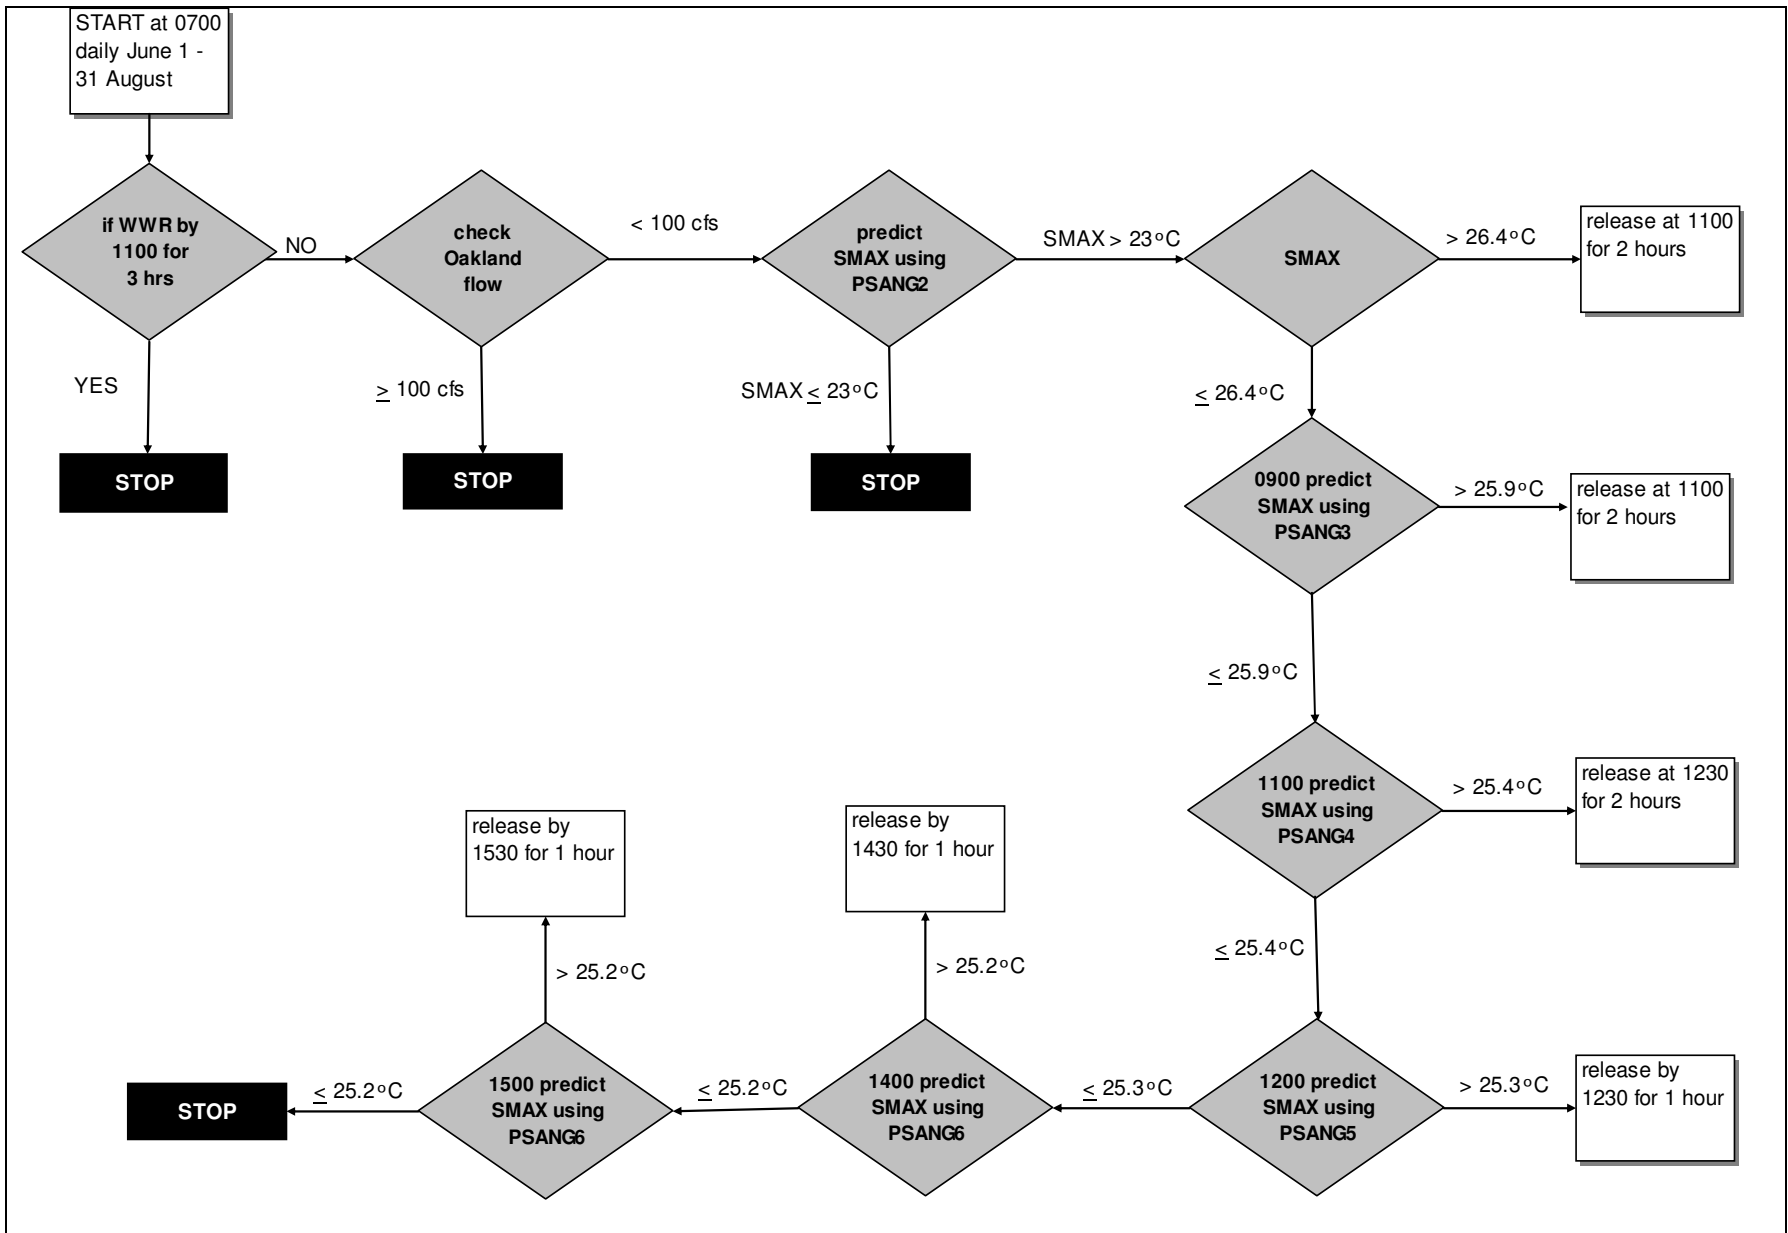 START at 0700
daily June 1 -
31 August
if WWR by
1100 for
3 hrs
NO
YES
STOP
check
Oakland
flow
< 100 cfs
≥ 100 cfs
STOP
predict
SMAX using
PSANG2
SMAX > 23°C
SMAX ≤ 23°C
STOP
SMAX
> 26.4°C
release at 1100
for 2 hours
≤ 26.4°C
0900 predict
SMAX using
PSANG3
> 25.9°C
release at 1100
for 2 hours
≤ 25.9°C
1100 predict
SMAX using
PSANG4
> 25.4°C
release at 1230
for 2 hours
≤ 25.4°C
1200 predict
SMAX using
PSANG5
> 25.3°C
release by
1230 for 1 hour
≤ 25.3°C
1400 predict
SMAX using
PSANG6
> 25.2°C
release by
1430 for 1 hour
≤ 25.2°C
1500 predict
SMAX using
PSANG6
> 25.2°C
release by
1530 for 1 hour
≤ 25.2°C
STOP